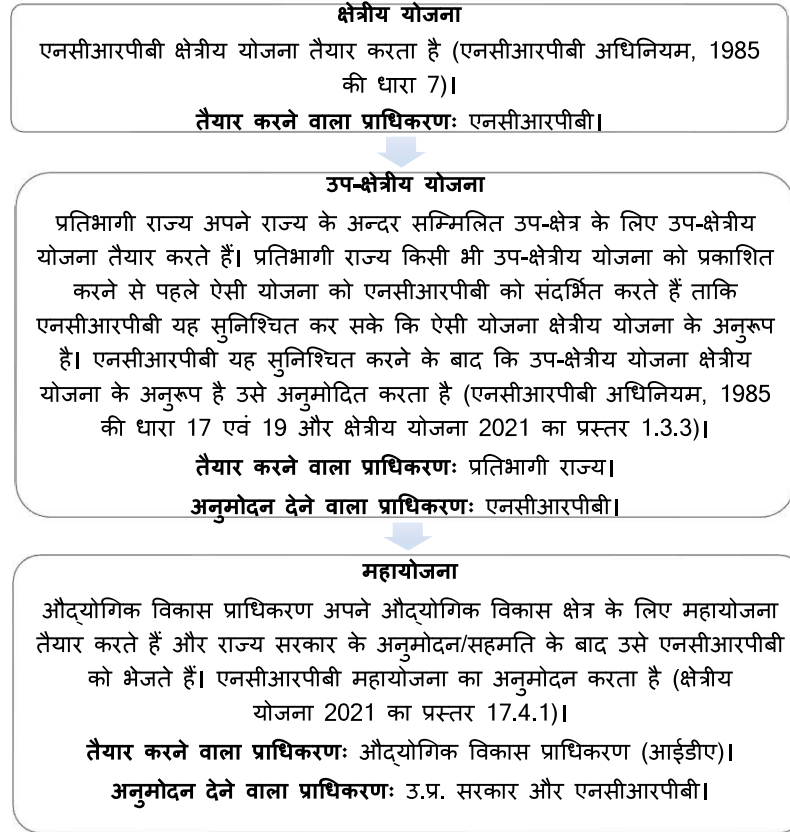 क्षेत्रीय योजना
एनसीआरपीबी क्षेत्रीय योजना तैयार करता है (एनसीआरपीबी अधिनियम, 1985
की धारा 7)।
तैयार करने वाला प्राधिकरणः एनसीआरपीबी।
उप-क्षेत्रीय योजना
प्रतिभागी राज्य अपने राज्य के अन्दर सम्मिलित उप-क्षेत्र के लिए उप-क्षेत्रीय
योजना तैयार करते हैं। प्रतिभागी राज्य किसी भी उप-क्षेत्रीय योजना को प्रकाशित
करने से पहले ऐसी योजना को एनसीआरपीबी को संदर्भित करते हैं ताकि
एनसीआरपीबी यह सुनिश्चित कर सके कि ऐसी योजना क्षेत्रीय योजना के अनुरूप
है। एनसीआरपीबी यह सुनिश्चित करने के बाद कि उप-क्षेत्रीय योजना क्षेत्रीय
योजना के अनुरूप है उसे अनुमोदित करता है (एनसीआरपीबी अधिनियम, 1985
की धारा 17 एवं 19 और क्षेत्रीय योजना 2021 का प्रस्तर 1.3.3)।
तैयार करने वाला प्राधिकरणः प्रतिभागी राज्य।
अनुमोदन देने वाला प्राधिकरणः एनसीआरपीबी।
महायोजना
औद्योगिक विकास प्राधिकरण अपने औद्योगिक विकास क्षेत्र के लिए महायोजना
तैयार करते हैं और राज्य सरकार के अनुमोदन/सहमति के बाद उसे एनसीआरपीबी
को भेजते हैं। एनसीआरपीबी महायोजना का अनुमोदन करता है (क्षेत्रीय
योजना 2021 का प्रस्तर 17.4.1)।
तैयार करने वाला प्राधिकरणः औद्योगिक विकास प्राधिकरण (आईडीए)।
अनुमोदन देने वाला प्राधिकरणः उ.प्र. सरकार और एनसीआरपीबी।